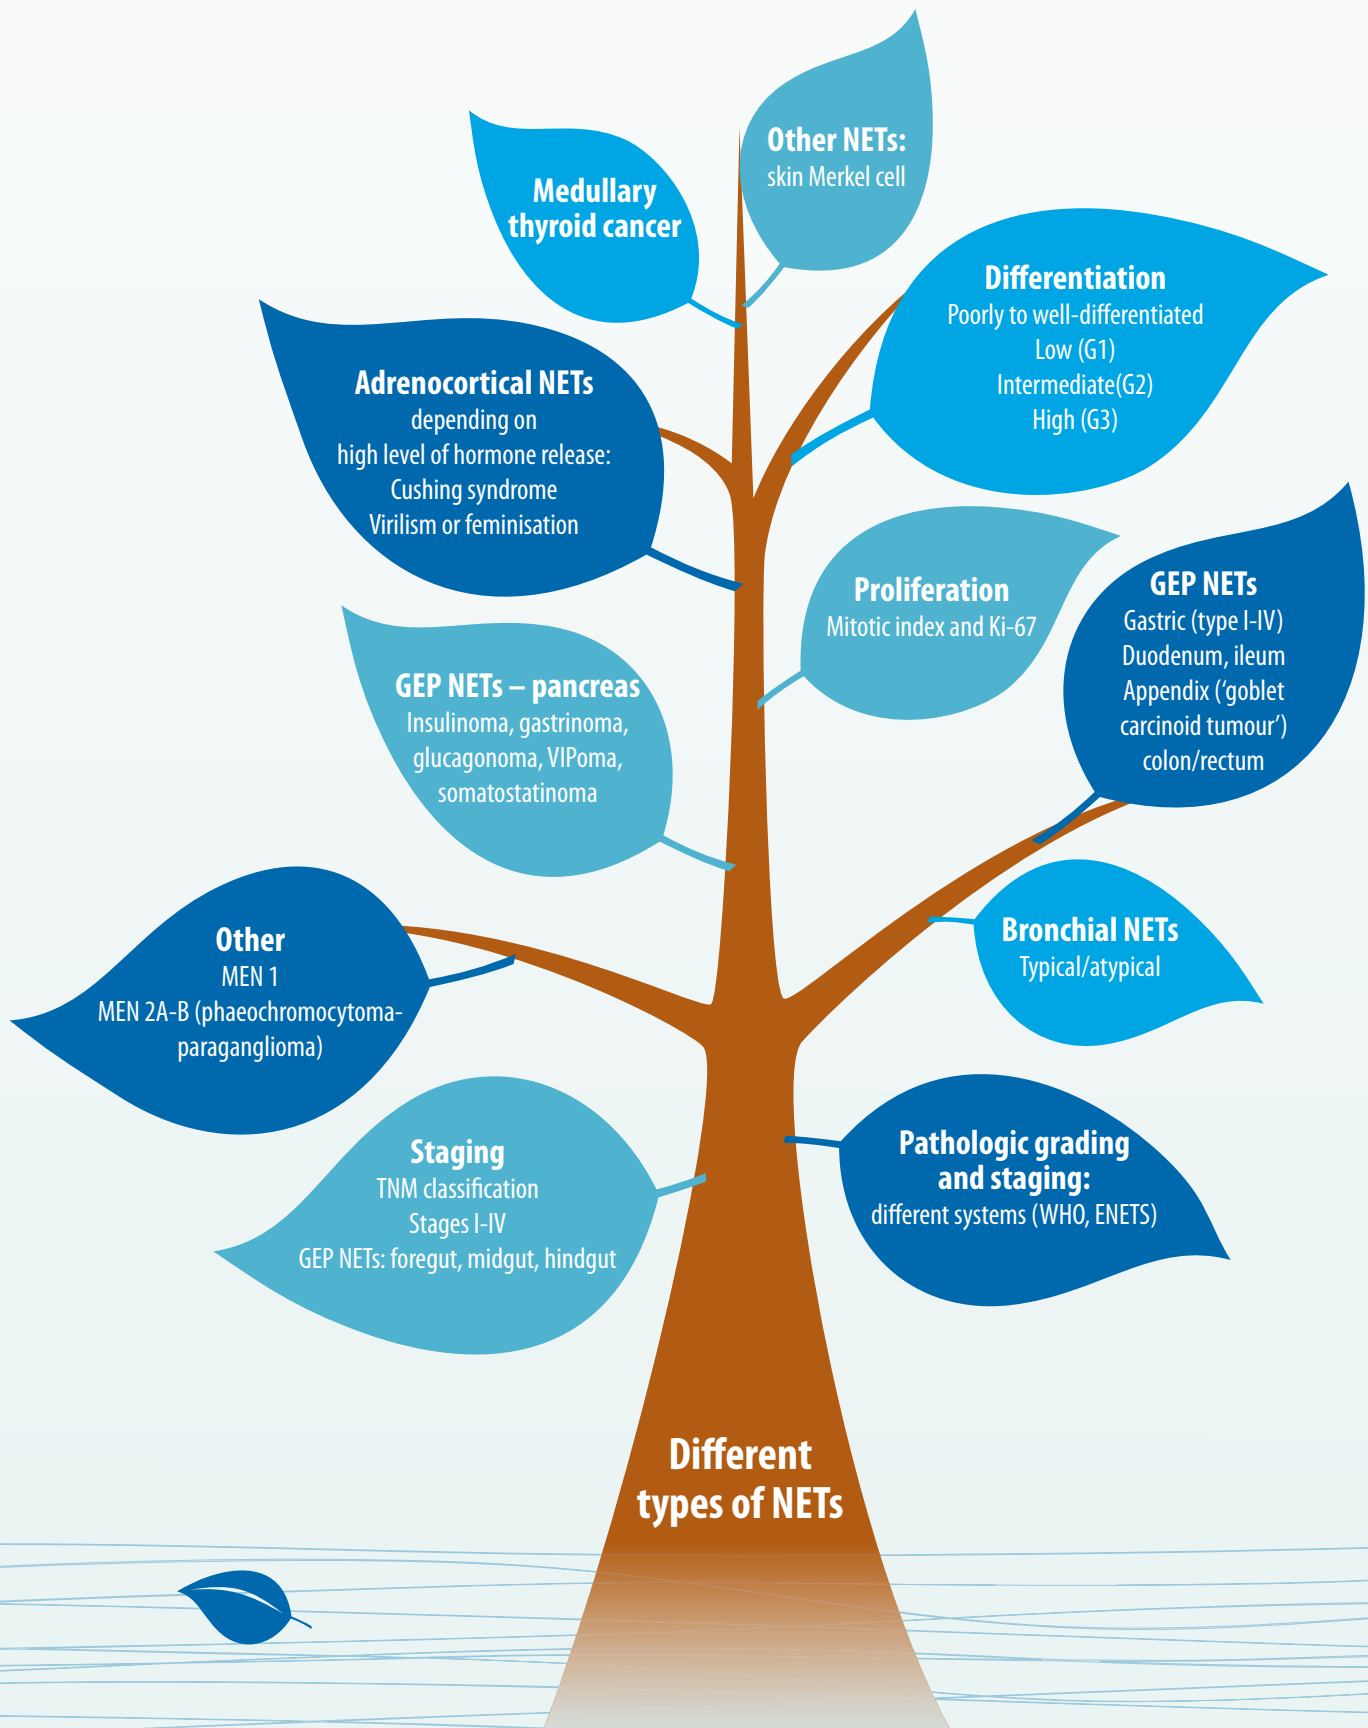 Other NETs:
skin Merkel cell
Medullary
thyroid cancer
Differentiation
Poorly to well-differentiated
Low (G1)
Intermediate(G2)
High (G3)
Adrenocortical NETs
depending on
high level of hormone release:
Cushing syndrome
Virilism or feminisation
Proliferation
Mitotic index and Ki-67
GEP NETs
Gastric (type I-IV)
Duodenum, ileum
Appendix (‘goblet
carcinoid tumour’)
colon/rectum
GEP NETs – pancreas
Insulinoma, gastrinoma,
glucagonoma, VIPoma,
somatostatinoma
Other
MEN 1
MEN 2A-B (phaeochromocytoma-
paraganglioma)
Bronchial NETs
Typical/atypical
Staging
TNM classification
Stages I-IV
GEP NETs: foregut, midgut, hindgut
Pathologic grading
and staging:
different systems (WHO, ENETS)
Different
types of NETs